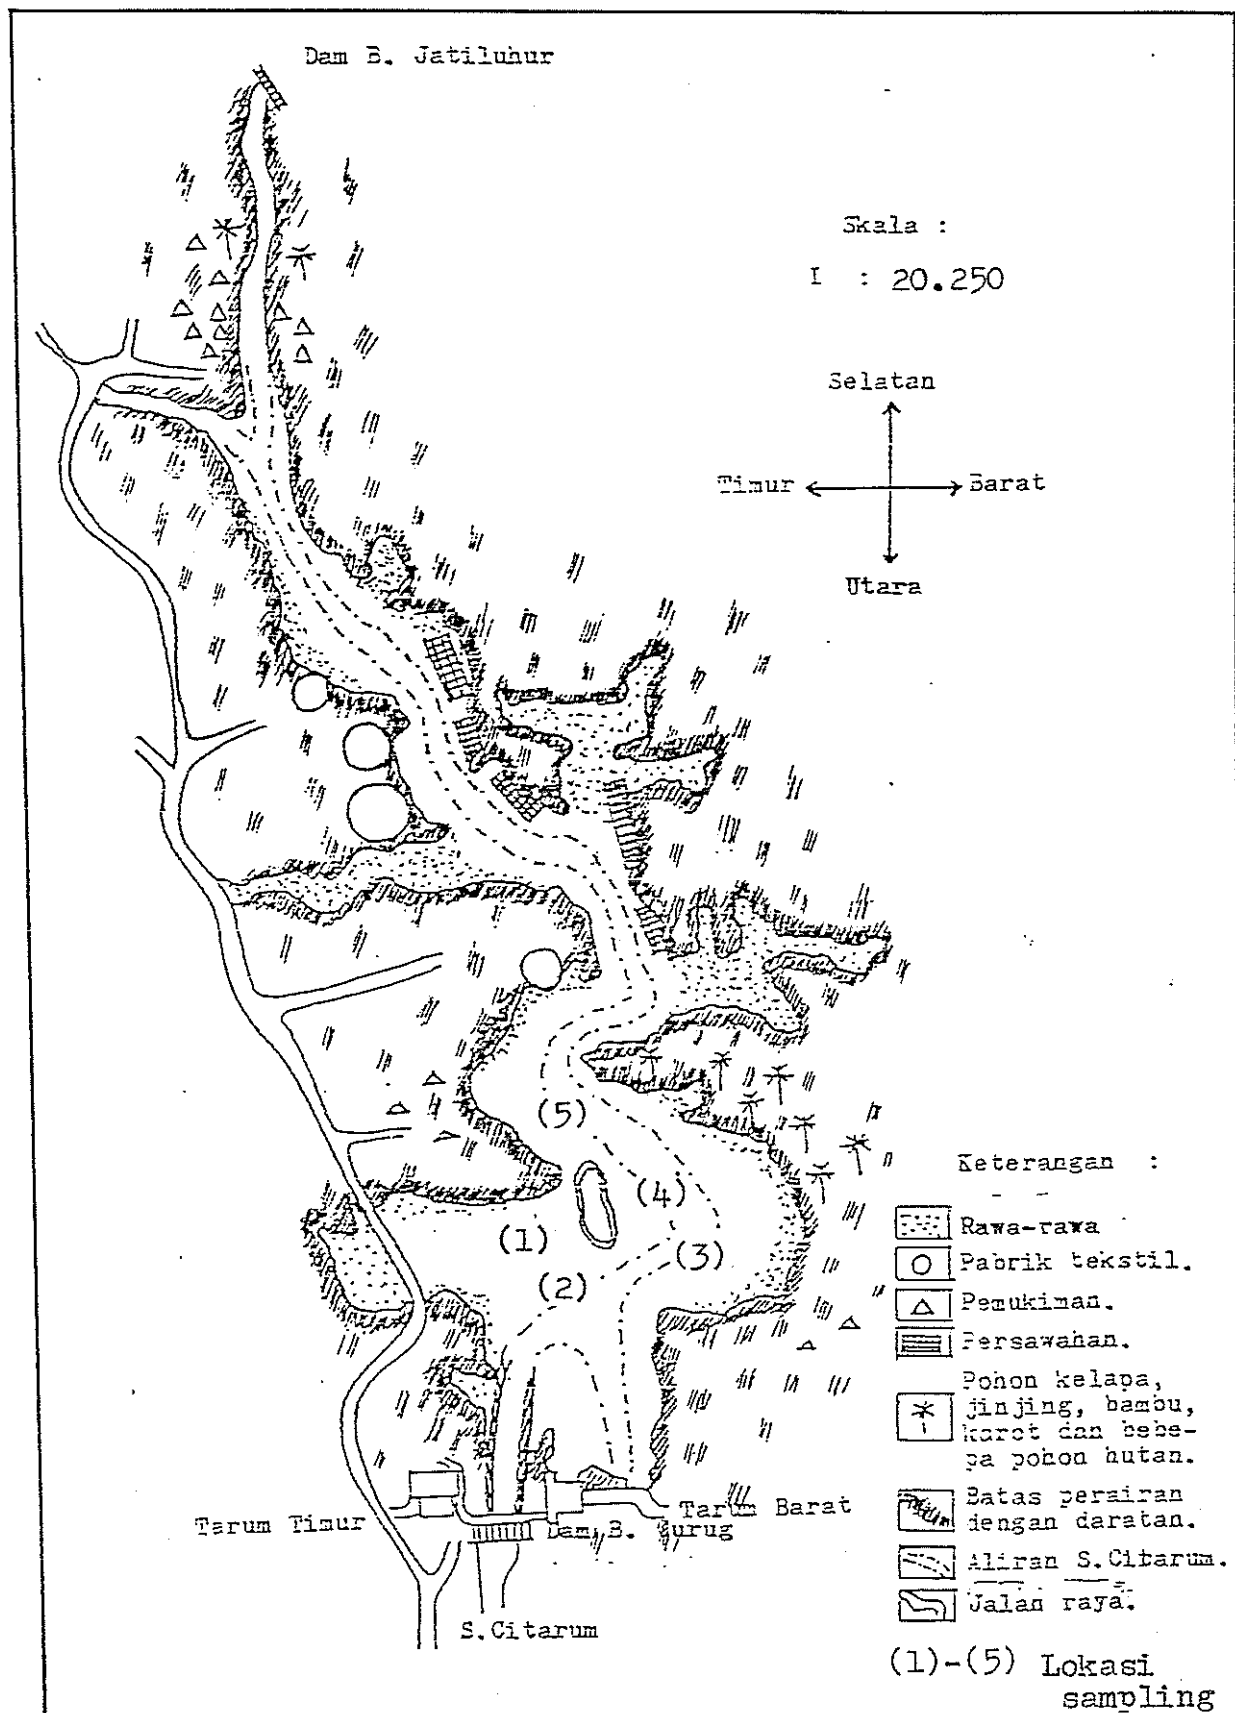 Dam B. Jatiluhur
Skala :
1 : 20.250
Selatan
Timur
Barat
Utara
(5)
(4)
(1)
(3)
(2)
Keterangan :
Rawa-rawa
Pabrik tekstil.
Pemukiman.
Persawahan.
Pohon kelapa,
jinjing, bambu,
karet dan bebe-
pa pohon hutan.
Batas perairan
dengan daratan.
Aliran S.Citarum.
Jalan raya.
(1)-(5) Lokasi
sampling
Tarum Timur
Dam B. Curug
Tarum Barat
S.Citarum